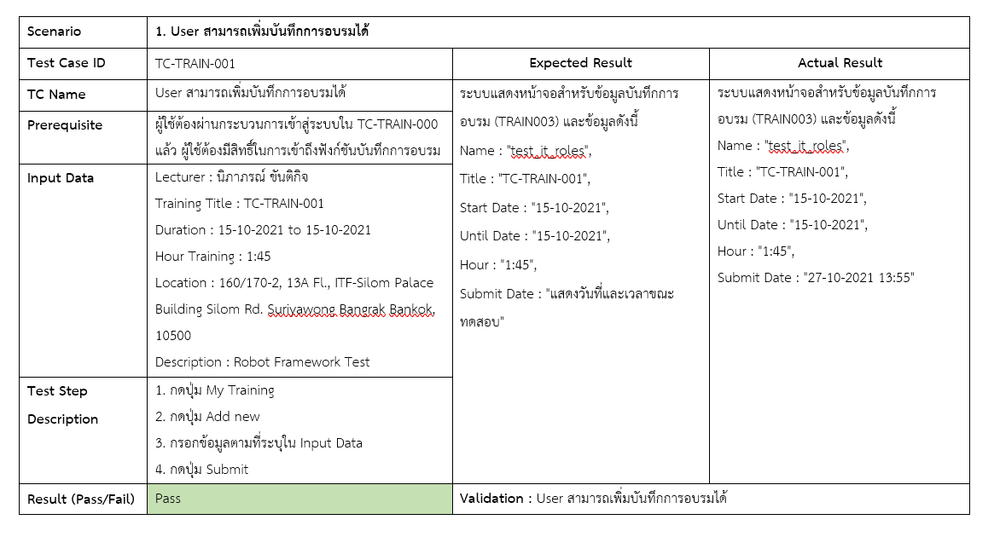 Scenario
1. User สามารถเพิ่มบันทึกการอบรมได้
Test Case ID
TC-TRAIN-001
Expected Result
Actual Result
TC Name
User สามารถเพิ่มบันทึกการอบรมได้
Prerequisite
ผู้ใช้ต้องผ่านกระบวนการเข้าสู่ระบบใน TC-TRAIN-000
แล้ว ผู้ใช้ต้องมีสิทธิ์ในการเข้าถึงฟังก์ชันบันทึกการอบรม
Input Data
Lecturer : นิภาภรณ์ ขันติกิจ
Training Title : TC-TRAIN-001
Duration : 15-10-2021 to 15-10-2021
Hour Training : 1:45
Location : 160/170-2, 13A Fl., ITF-Silom Palace
Building Silom Rd. Suriyawong Bangrak Bankok,
10500
Description : Robot Framework Test
Test Step
Description
1. กดปุ่ม My Training
2. กดปุ่ม Add new
3. กรอกข้อมูลตามที่ระบุใน Input Data
4. กดปุ่ม Submit
ระบบแสดงหน้าจอสำหรับข้อมูลบันทึกการ
อบรม (TRAIN003) และข้อมูลดังนี้
Name : "test_it_roles",
Title : "TC-TRAIN-001",
Start Date : "15-10-2021",
Until Date : "15-10-2021",
Hour : "1:45",
Submit Date : "แสดงวันที่และเวลาขณะ
ทดสอบ"
ระบบแสดงหน้าจอสำหรับข้อมูลบันทึกการ
อบรม (TRAIN003) และข้อมูลดังนี้
Name : "test_it_roles",
Title : "TC-TRAIN-001",
Start Date : "15-10-2021",
Until Date : "15-10-2021",
Hour : "1:45",
Submit Date : "27-10-2021 13:55"
Result (Pass/Fail)
Pass
Validation : User สามารถเพิ่มบันทึกการอบรมได้